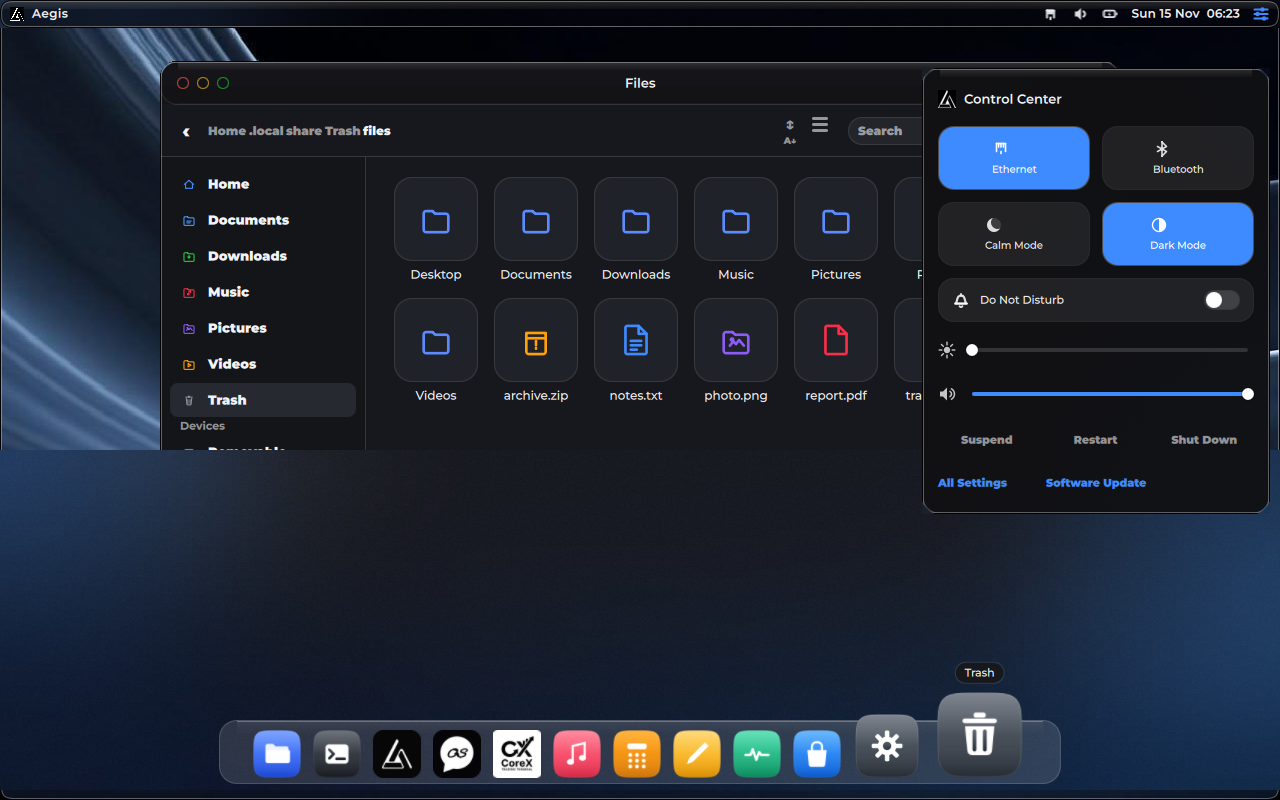 Aegis
Sun 15 Nov 06:23
Files
Home .local share Trash files
A+
Search
Home
Documents
Downloads
Music
Pictures
Videos
Trash
Devices
Desktop
Documents
Downloads
Music
Pictures
Videos
archive.zip
notes.txt
photo.png
report.pdf
Control Center
Ethernet
Bluetooth
Calm Mode
Dark Mode
Do Not Disturb
Suspend
Restart
Shut Down
All Settings
Software Update
Trash
CX
CoreX